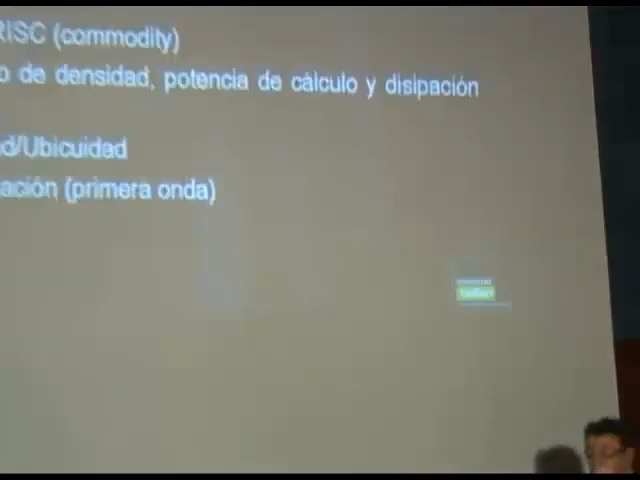 RISC (commodity)
o de densidad, potencia de cálculo y disipación
d/Ubicuidad
ación (primera onda)